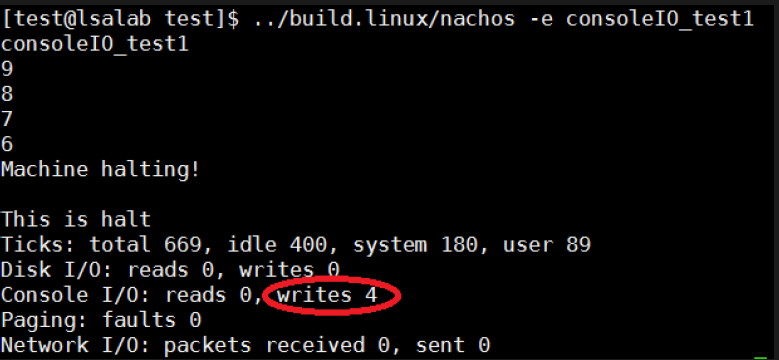 [test@lsalab test]$ ../build.linux/nachos -e consoleIO_test1
consoleIO_test1
9
8
7
6
Machine halting!
This is halt
Ticks: total 669, idle 400, system 180, user 89
Disk I/O: reads 0, writes 0
Console I/O: reads 0, writes 4
Paging: faults 0
Network I/O: packets received 0, sent 0